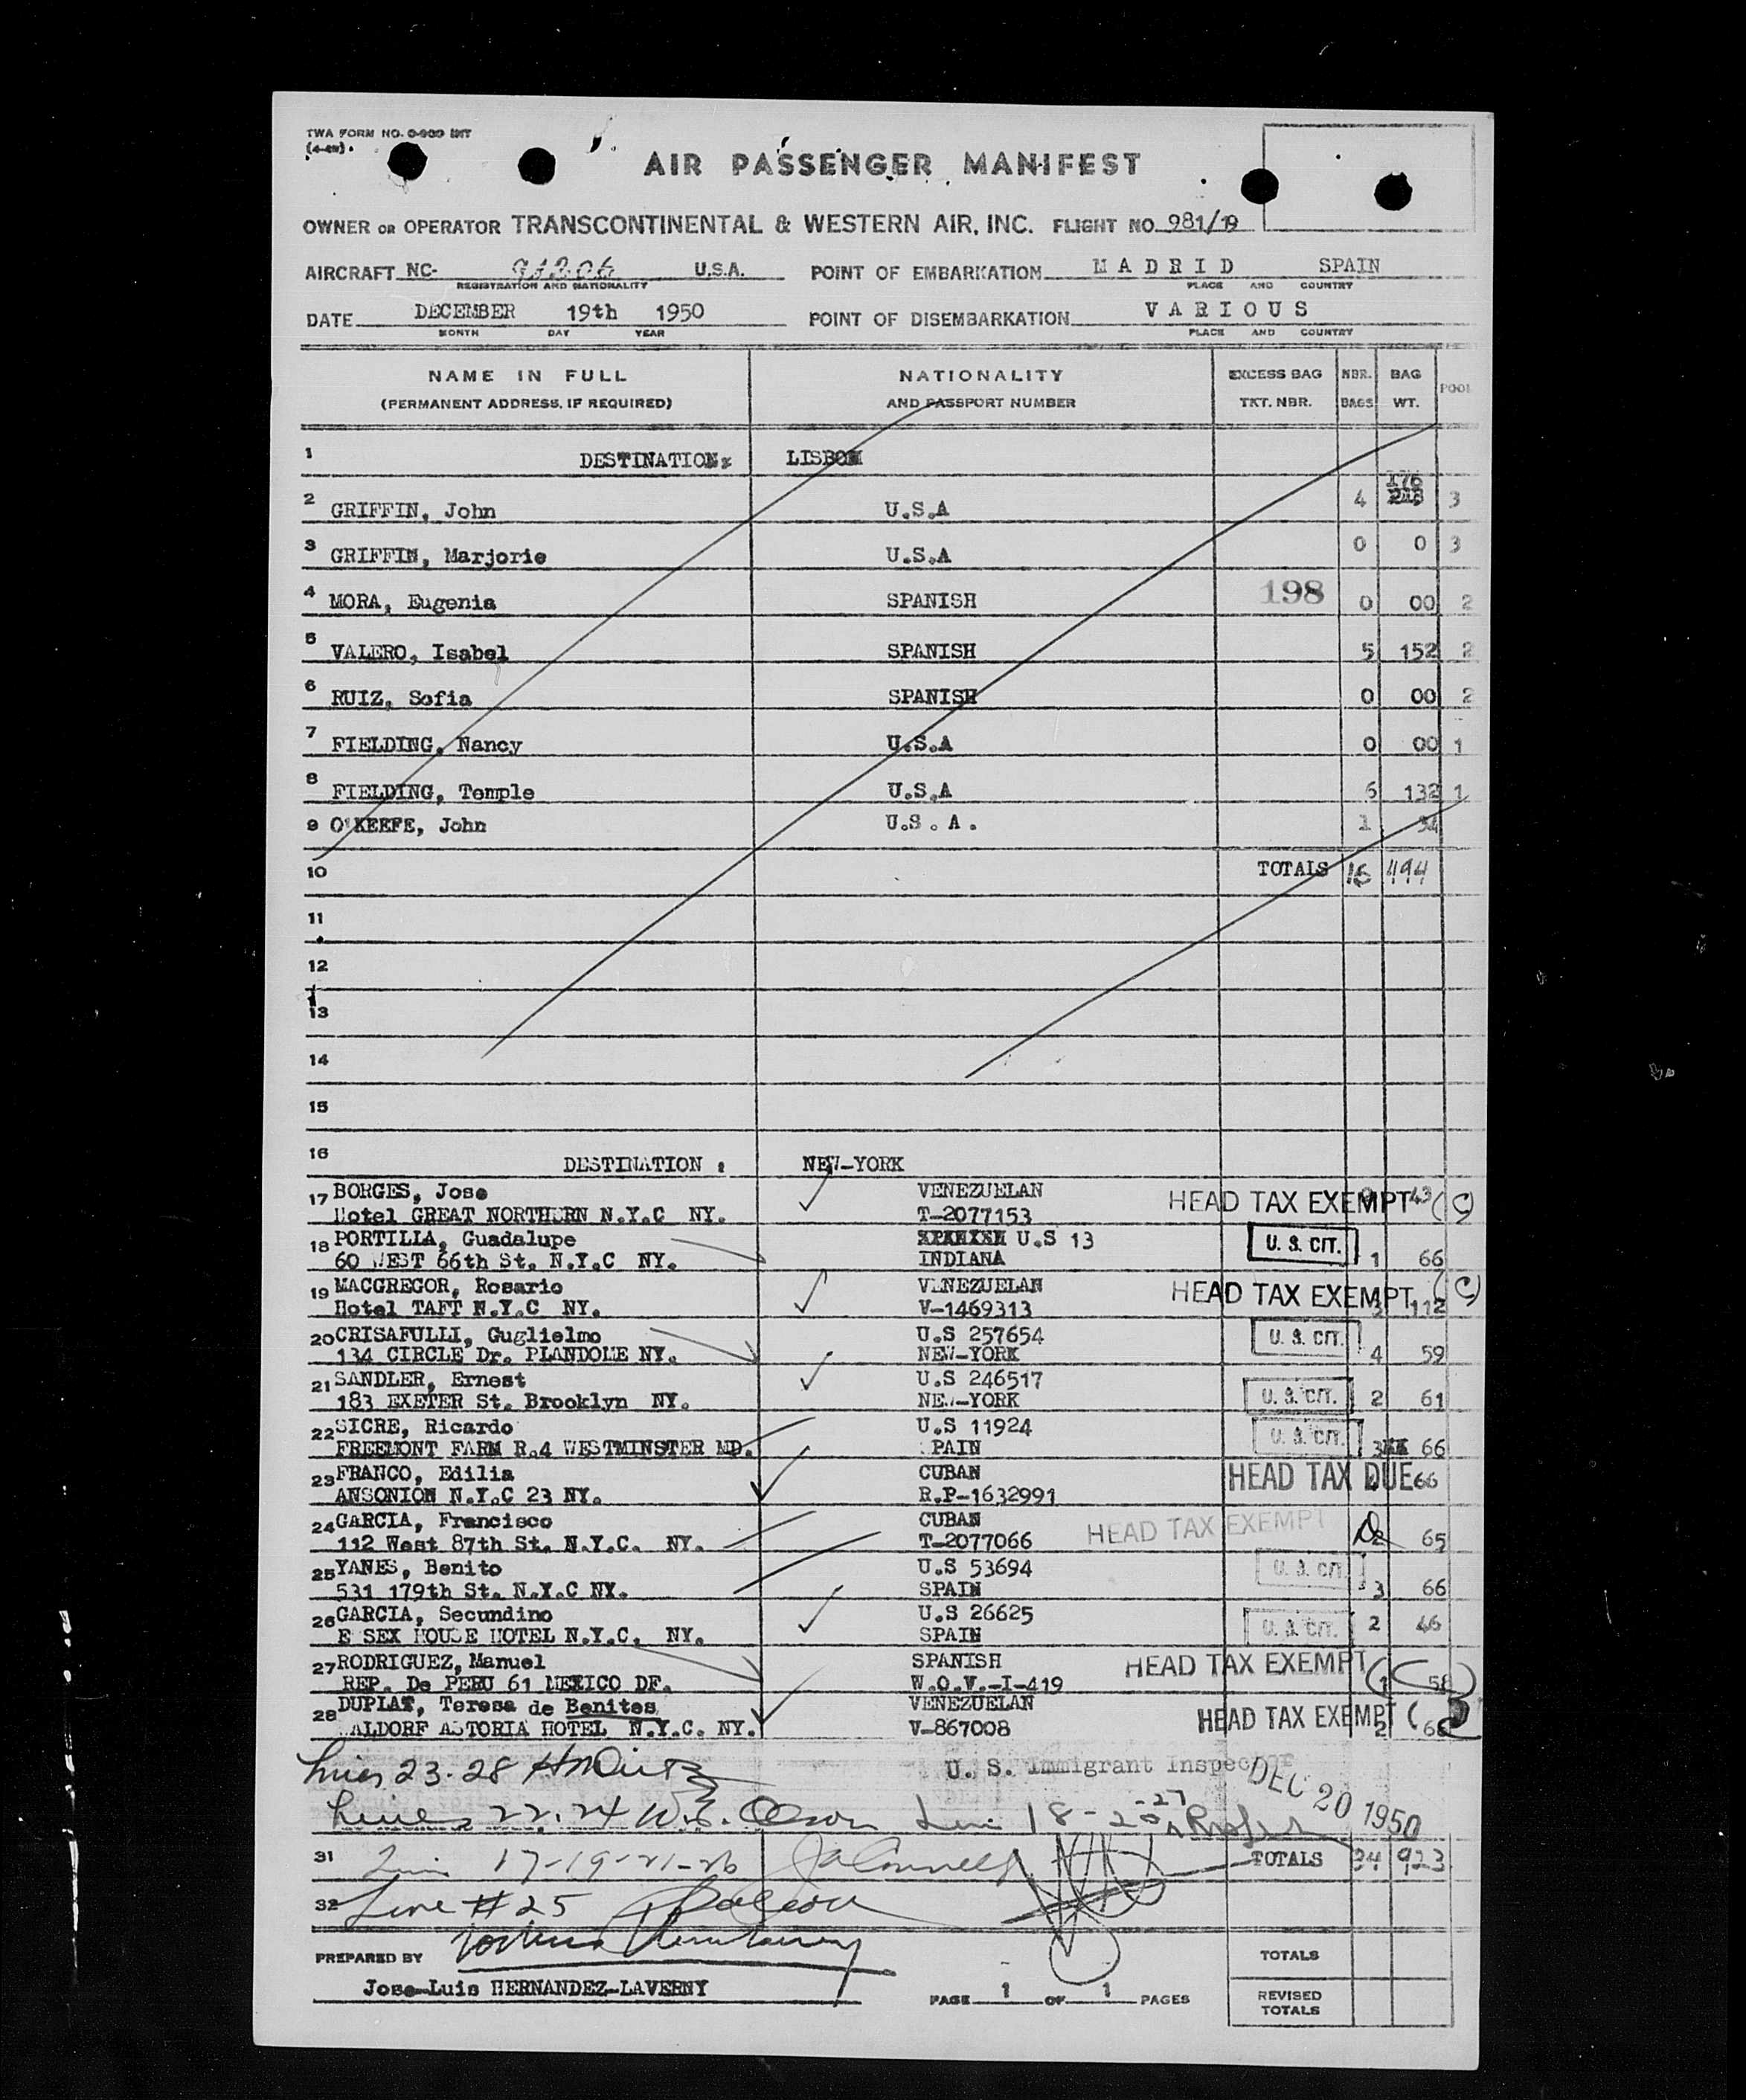 TWA FORM NO. 0-900 INT
AIR PASSENGER MANIFEST
OWNER OR OPERATOR TRANSCONTINENTAL & WESTERN AIR, INC. FLIGHT NO. 981/19
AIRCRAFT NC- 91206 U.S.A. POINT OF EMBARKATION MADRID SPAIN
REGISTRATION AND NATIONALITY PLACE AND COUNTRY
DATE DECEMBER 19th 1950 POINT OF DISEMBARKATION VARIOUS
MONTH DAY YEAR PLACE AND COUNTRY
NAME IN FULL NATIONALITY EXCESS BAG NBR. BAG POOL
(PERMANENT ADDRESS, IF REQUIRED) AND PASSPORT NUMBER TKT. NBR. BAGS WT.
1 DESTINATION: LISBON
176
2 GRIFFIN, John U.S.A 4 3
3 GRIFFIN, Marjorie U.S.A 0 0 3
4 MORA, Eugenia SPANISH 198 0 00 2
5 VALERO, Isabel SPANISH 5 152 2
6 RUIZ, Sofia SPANISH 0 00 2
7 FIELDING, Nancy U.S.A 0 00 1
8 FIELDING, Temple U.S.A 6 132 1
9 O'KEEFE, John U.S.A. 1 34
10 TOTALS 16 494
11
12
13
14
15
16 DESTINATION : NEW-YORK
17 BORGES, Jose VENEZUELAN HEAD TAX EXEMPT 43 (C)
Hotel GREAT NORTHERN N.Y.C NY. T-2077153
18 PORTILLA, Guadalupe U.S 13 U. S. CIT.
60 WEST 66th St. N.Y.C NY. INDIANA 1 66
19 MACGREGOR, Rosario VENEZUELAN HEAD TAX EXEMPT (C)
Hotel TAFT N.Y.C NY. V-1469313 3 112
20 CRISAFULLI, Guglielmo U.S 257654 U. S. CIT.
134 CIRCLE Dr. PLANDOME NY. NEW-YORK 4 59
21 SANDLER, Ernest U.S 246517 U. S. CIT.
183 EXETER St. Brooklyn NY. NEW-YORK 2 61
22 SICRE, Ricardo U.S 11924 U. S. CIT.
FREEMONT FARM R.4 WESTMINSTER MD. SPAIN 3 66
23 FRANCO, Edilia CUBAN HEAD TAX DUE 66
ANSONION N.Y.C 23 NY. R.P-1632991
24 GARCIA, Francisco CUBAN HEAD TAX EXEMPT
112 West 87th St. N.Y.C. NY. T-2077066 2 65
25 YANES, Benito U.S 53694 U. S. CIT.
531 179th St. N.Y.C NY. SPAIN 3 66
26 GARCIA, Secundino U.S 26625 U. S. CIT. 2 46
ESSEX HOUSE HOTEL N.Y.C. NY. SPAIN
27 RODRIGUEZ, Manuel SPANISH HEAD TAX EXEMPT
REP. De PERU 61 MEXICO DF. W.O.V.-I-419 1 58
28 DUPLAT, Teresa de Benites VENEZUELAN HEAD TAX EXEMPT
WALDORF ASTORIA HOTEL N.Y.C. NY. V-867008 2
Lines 23-28
U. S. Immigrant Inspector
DEC 20 1950
Lines 22-24 W.S. Olson Line 18-20-27
31 Line 17-19-21-26 TOTALS 24 923
32 Line #25
PREPARED BY TOTALS
Jose-Luis HERNANDEZ-LAVERNY
PAGE 1 OF 1 PAGES
REVISED TOTALS